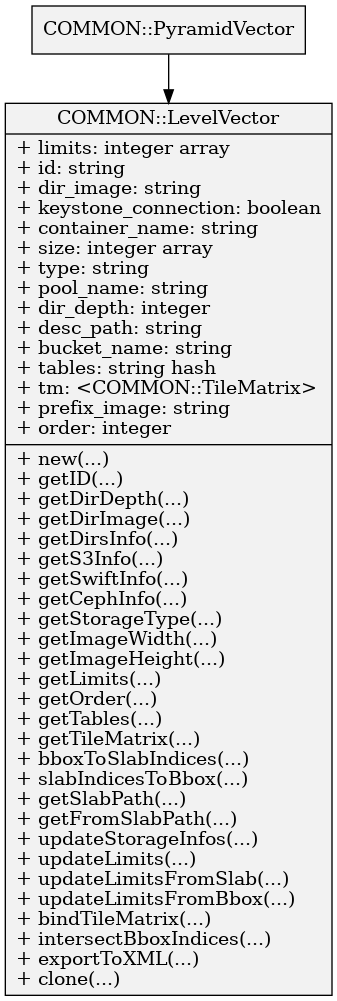 COMMON::PyramidVector
COMMON::LevelVector
+ limits: integer array
+ id: string
+ dir_image: string
+ keystone_connection: boolean
+ container_name: string
+ size: integer array
+ type: string
+ pool_name: string
+ dir_depth: integer
+ desc_path: string
+ bucket_name: string
+ tables: string hash
+ tm: <COMMON::TileMatrix>
+ prefix_image: string
+ order: integer
+ new(...)
+ getID(...)
+ getDirDepth(...)
+ getDirImage(...)
+ getDirsInfo(...)
+ getS3Info(...)
+ getSwiftInfo(...)
+ getCephInfo(...)
+ getStorageType(...)
+ getImageWidth(...)
+ getImageHeight(...)
+ getLimits(...)
+ getOrder(...)
+ getTables(...)
+ getTileMatrix(...)
+ bboxToSlabIndices(...)
+ slabIndicesToBbox(...)
+ getSlabPath(...)
+ getFromSlabPath(...)
+ updateStorageInfos(...)
+ updateLimits(...)
+ updateLimitsFromSlab(...)
+ updateLimitsFromBbox(...)
+ bindTileMatrix(...)
+ intersectBboxIndices(...)
+ exportToXML(...)
+ clone(...)